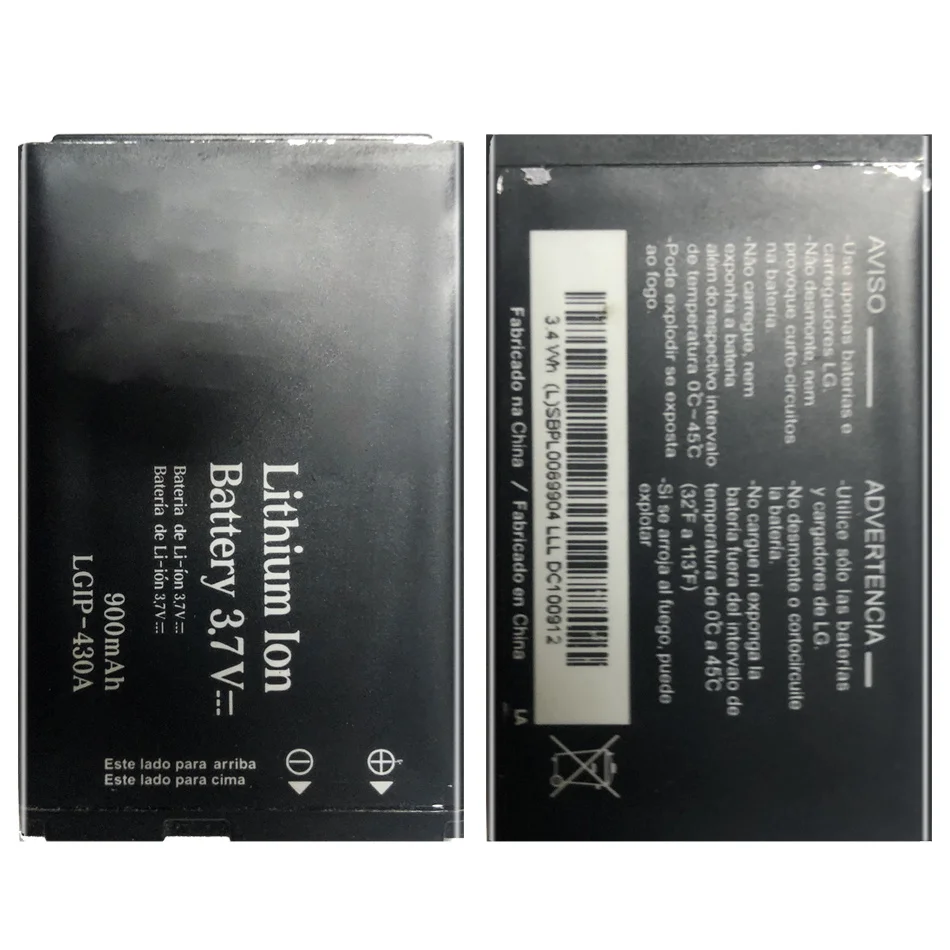 Lithium Ion
Battery 3.7V
Bateria de Li-íon 3,7V
Batería de Li-ión 3,7V
900mAh
LGIP-430A
Este lado para arriba
Este lado para cima
AVISO
-Use apenas baterias e
carregadores LG.
-Não desmonte, nem
provoque curto-circuitos
na bateria.
-Não carregue, nem
exponha a bateria
além do respectivo intervalo
de temperatura 0℃~45℃
-Pode explodir se exposta
ao fogo.
ADVERTENCIA
-Utilice sólo las baterías
y cargadores de LG.
-No desmonte o cortocircuite
la batería.
-No cargue ni exponga la
batería fuera del intervalo de
temperatura de 0℃ a 45℃
(32℉ a 113℉)
-Si se arroja al fuego, puede
explotar
3.4 Wh (L)SBPL0069904 LLL DC100912
Fabricado na China / Fabricado en China
LA